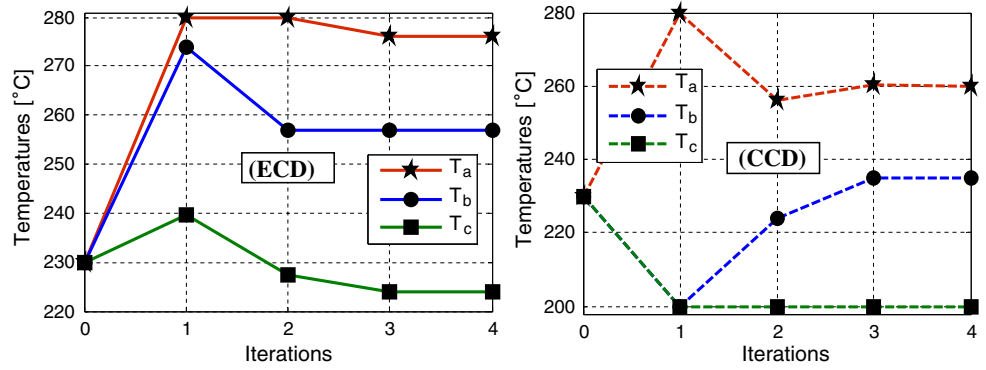 Temperatures [°C]
280
270
260
250
240
230
220
0
1
2
3
4
Iterations
(ECD)
Ta
Tb
Tc
Temperatures [°C]
280
260
240
220
200
0
1
2
3
4
Iterations
(CCD)
Ta
Tb
Tc